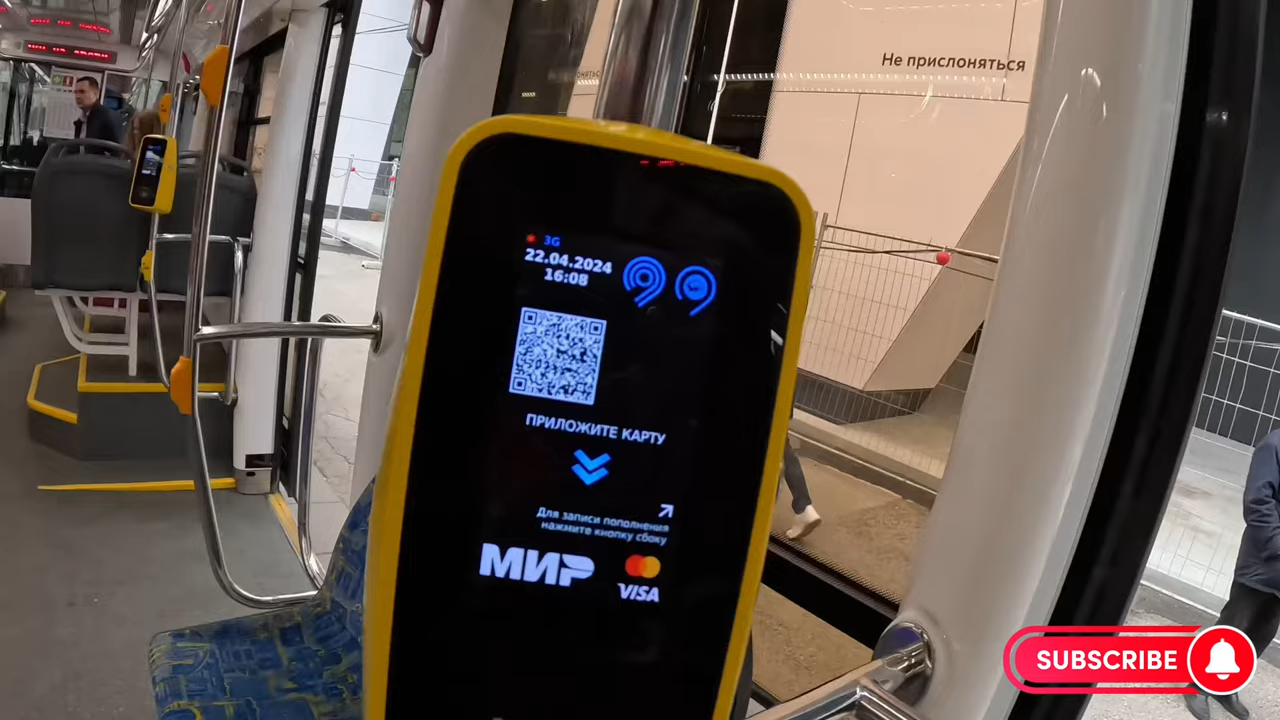 Не прислоняться
3G
22.04.2024
16:08
ПРИЛОЖИТЕ КАРТУ
Для записи пополнения
нажмите кнопку сбоку
МИР
VISA
SUBSCRIBE